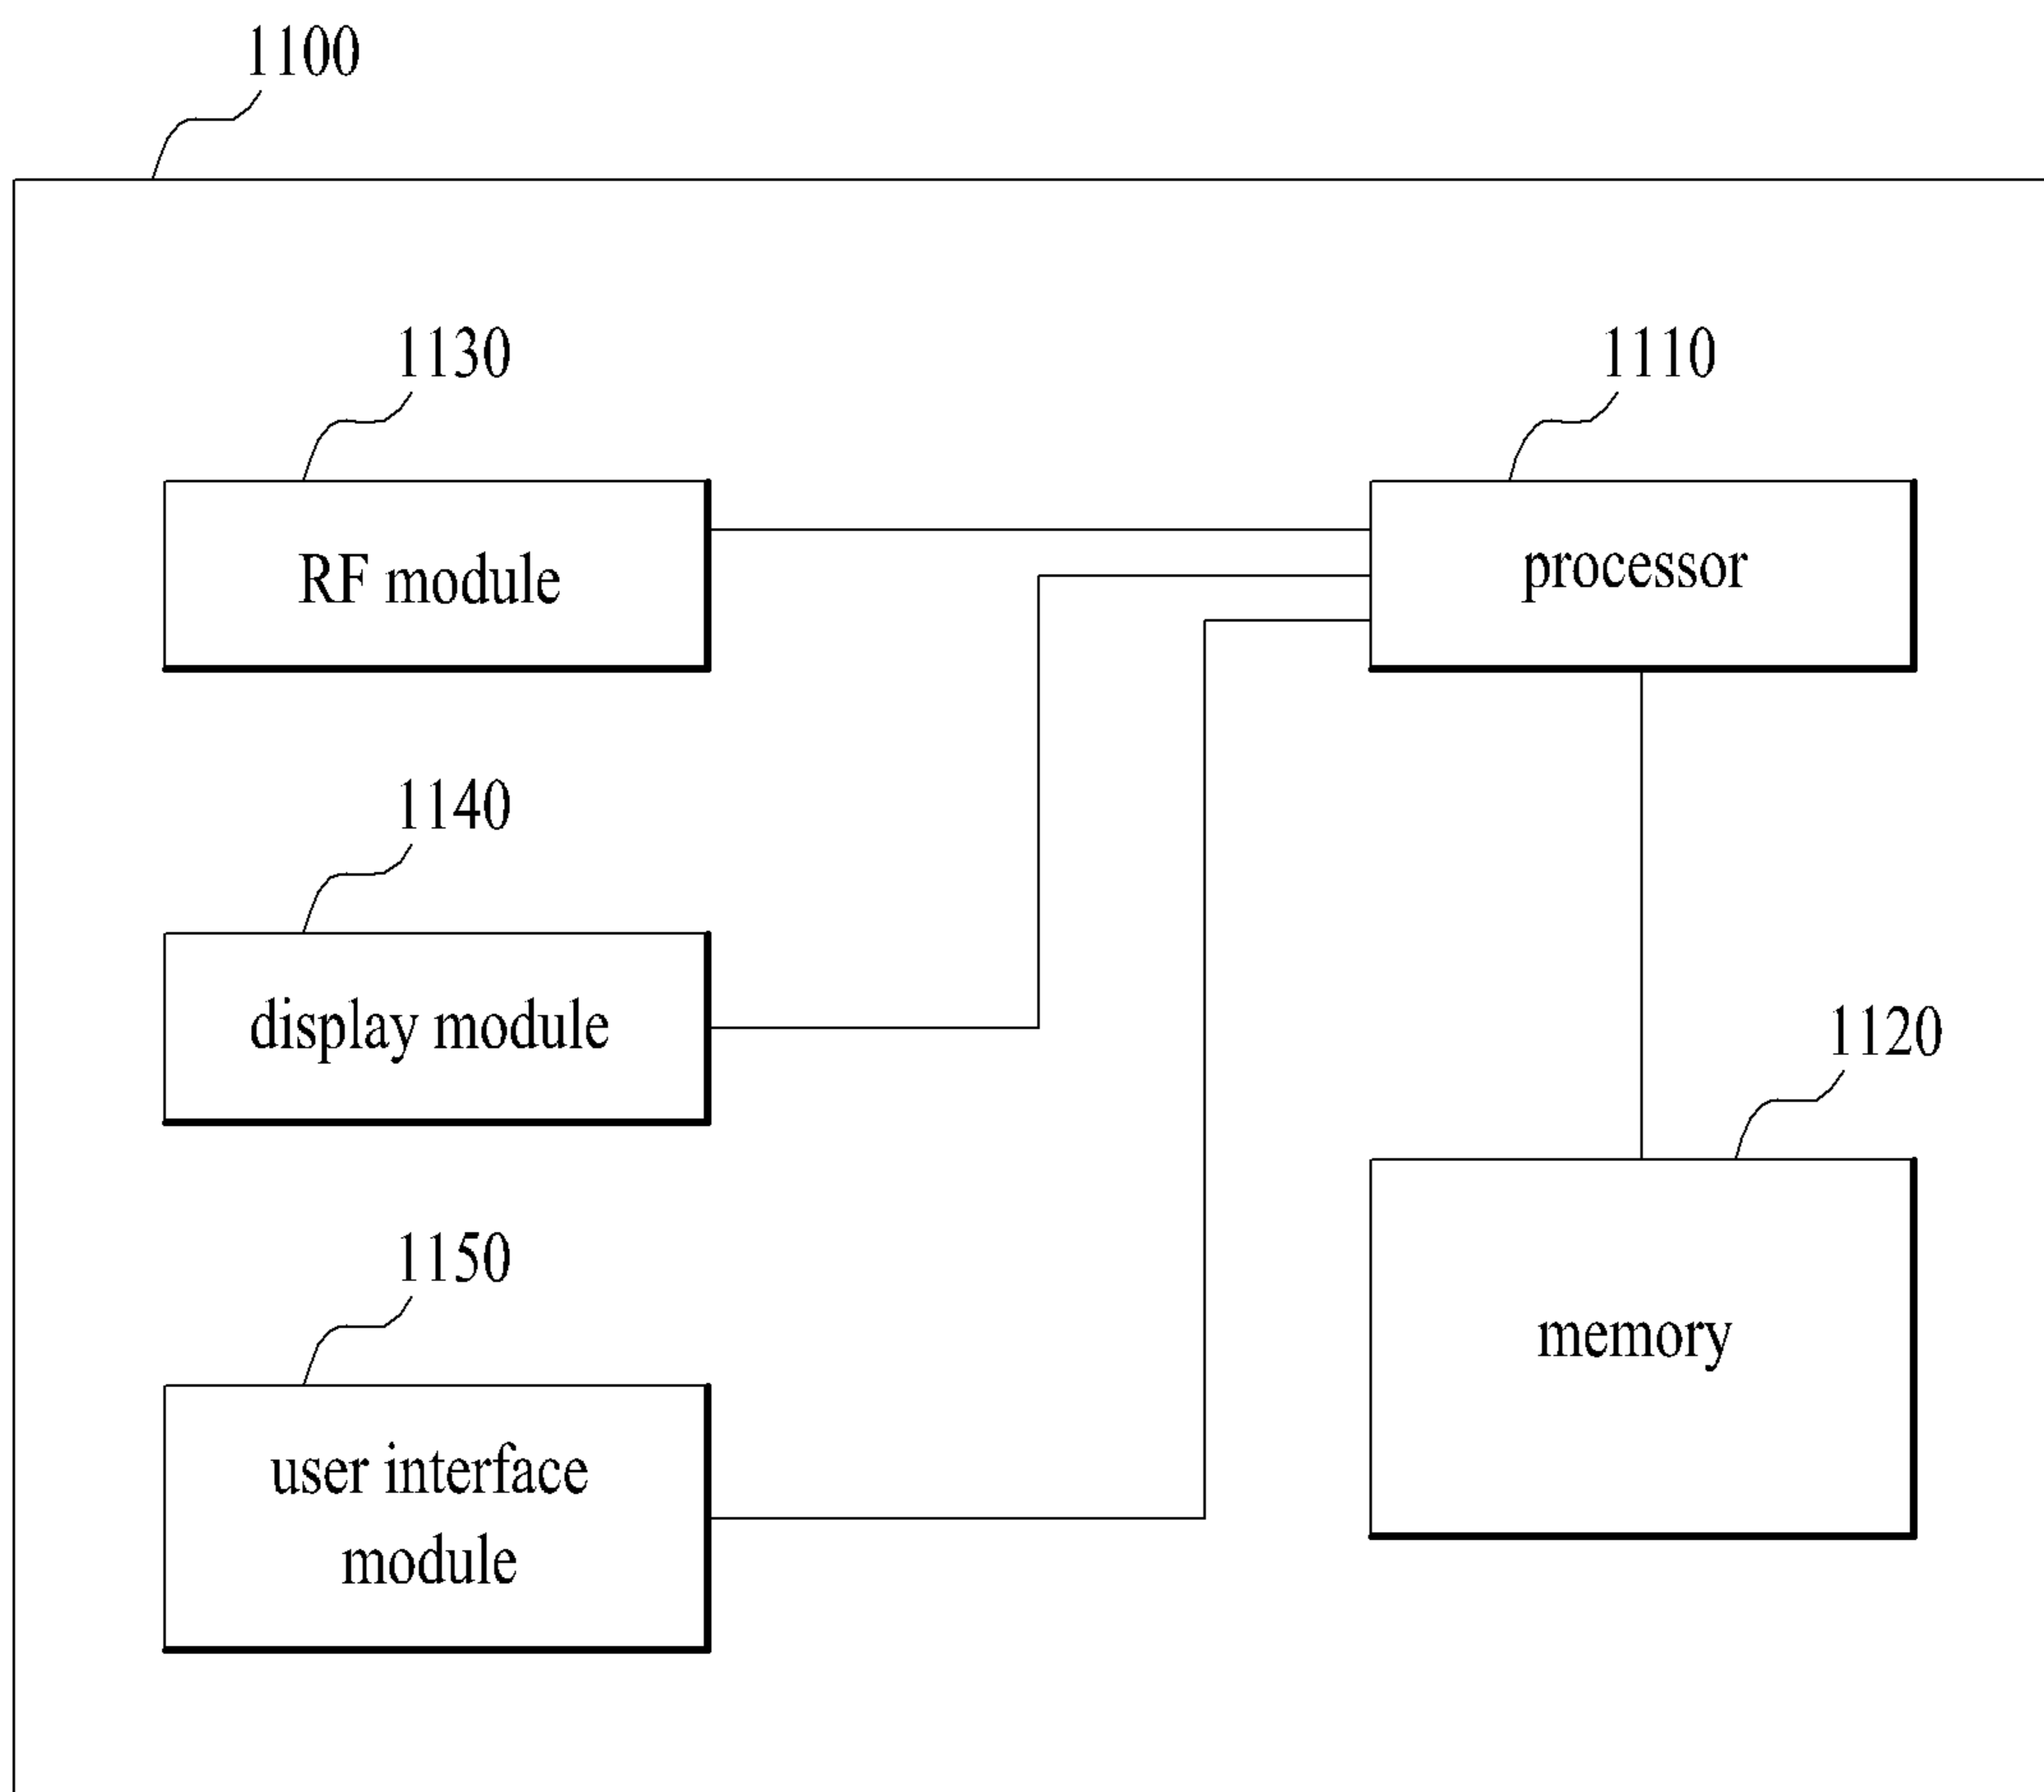 1100
1130
1110
RF module
processor
1140
display module
1120
1150
memory
user interface
module